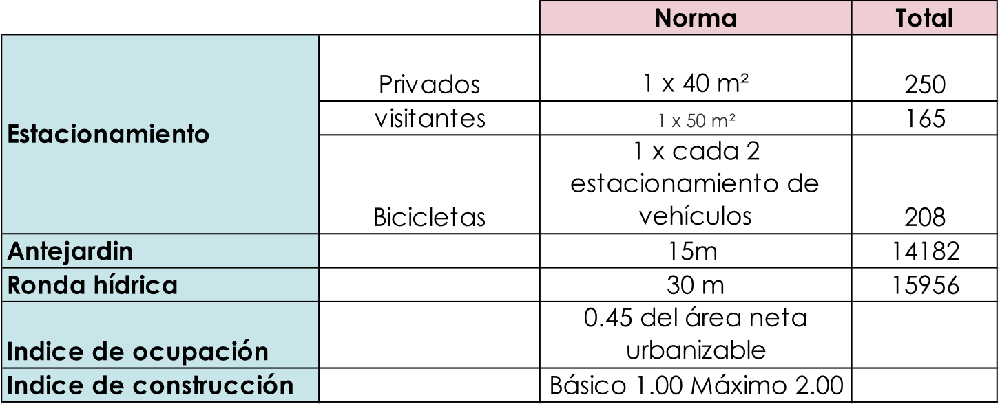 Norma Total
Estacionamiento
Privados 1 x 40 m² 250
visitantes 1 x 50 m² 165
Bicicletas
1 x cada 2
estacionamiento de
vehículos
208
Antejardin 15m 14182
Ronda hídrica 30 m 15956
Indice de ocupación
0.45 del área neta
urbanizable
Indice de construcción Básico 1.00 Máximo 2.00